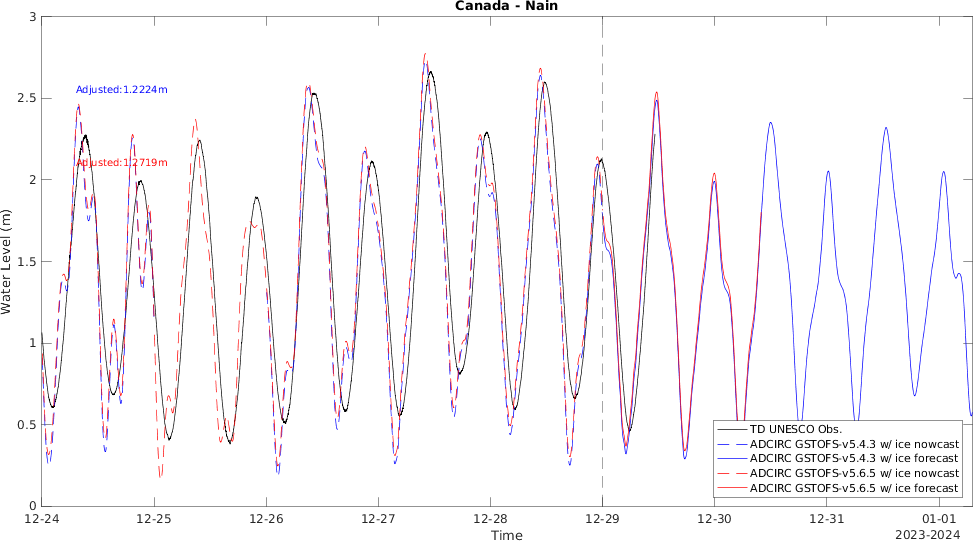 Canada - Nain
3
2.5
2
1.5
1
0.5
0
Water Level (m)
Adjusted:1.2224m
Adjusted:1.2719m
TD UNESCO Obs.
ADCIRC GSTOFS-v5.4.3 w/ ice nowcast
ADCIRC GSTOFS-v5.4.3 w/ ice forecast
ADCIRC GSTOFS-v5.6.5 w/ ice nowcast
ADCIRC GSTOFS-v5.6.5 w/ ice forecast
12-24 12-25 12-26 12-27 12-28 12-29 12-30 12-31 01-01
Time
2023-2024